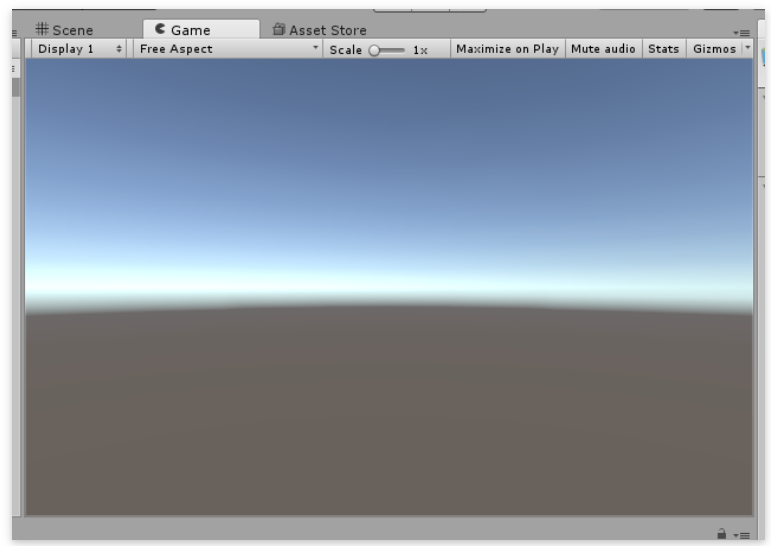 Scene Game Asset Store
Display 1 Free Aspect Scale 1x Maximize on Play Mute audio Stats Gizmos